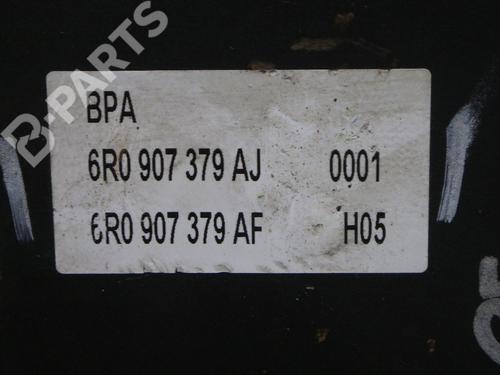 B-PARTS
BPA
6R0 907 379 AJ 0001
6R0 907 379 AF H05